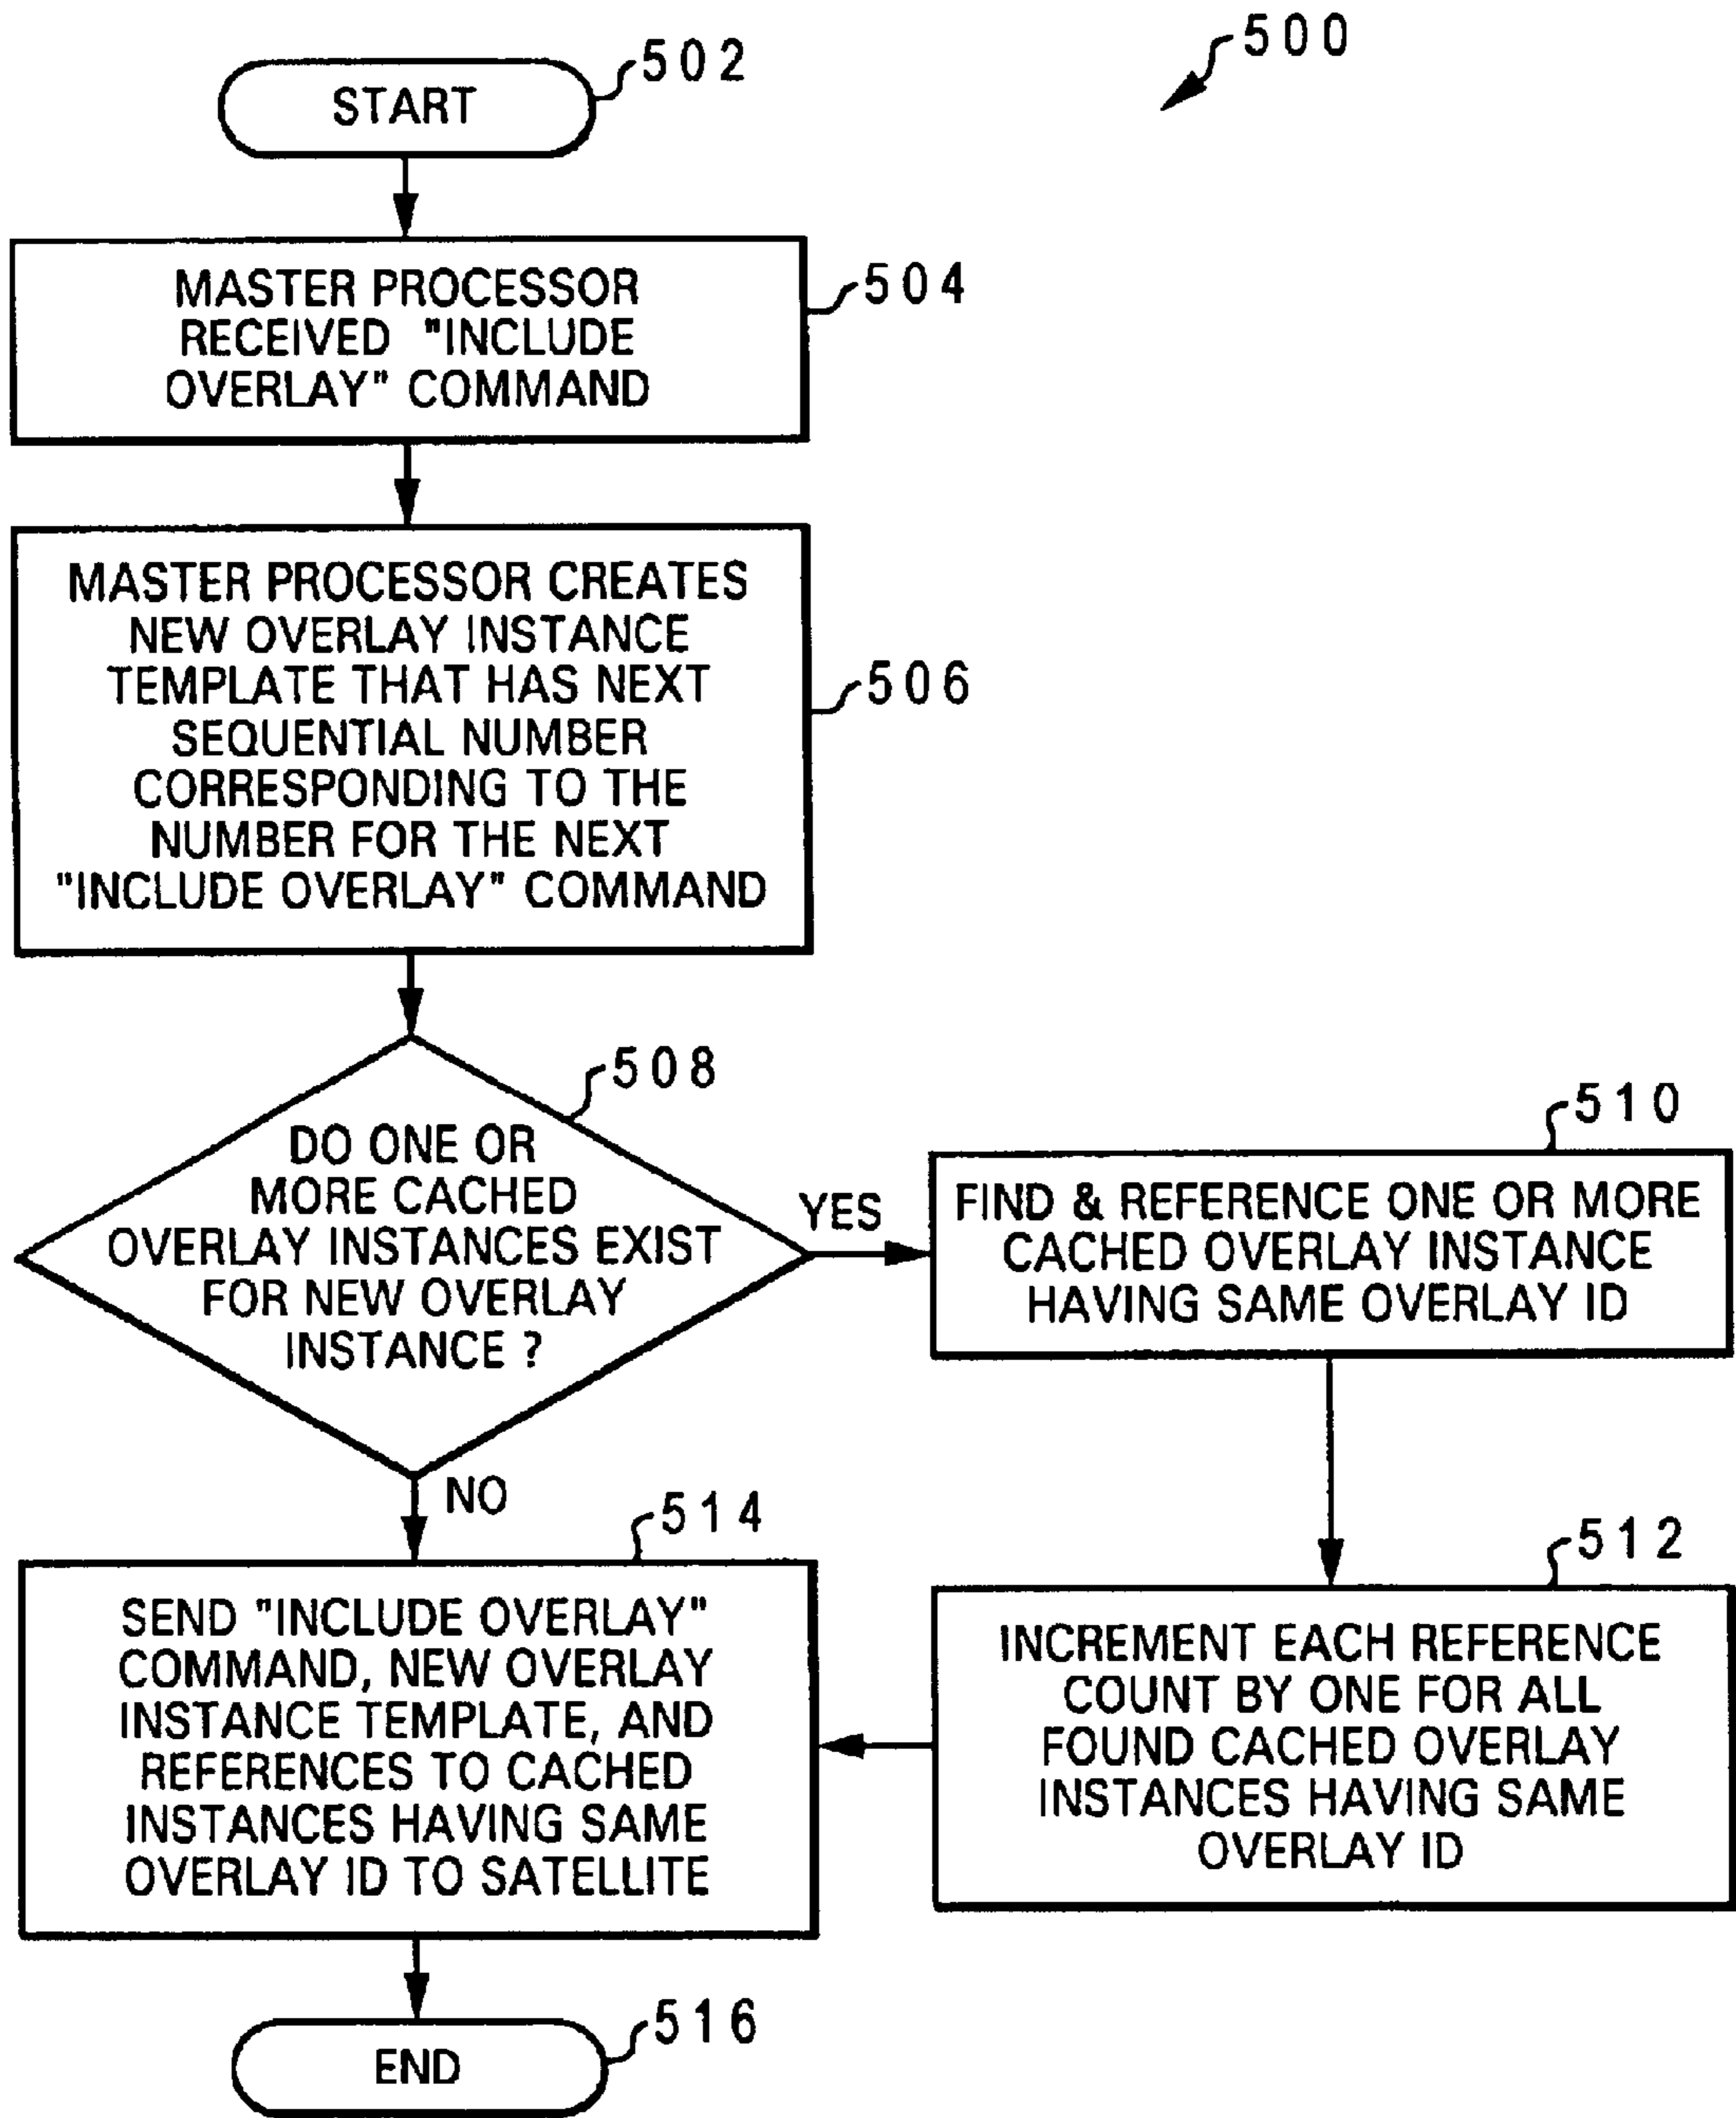 500
502
START
504
MASTER PROCESSOR
RECEIVED "INCLUDE
OVERLAY" COMMAND
506
MASTER PROCESSOR CREATES
NEW OVERLAY INSTANCE
TEMPLATE THAT HAS NEXT
SEQUENTIAL NUMBER
CORRESPONDING TO THE
NUMBER FOR THE NEXT
"INCLUDE OVERLAY" COMMAND
508
DO ONE OR
MORE CACHED
OVERLAY INSTANCES EXIST
FOR NEW OVERLAY
INSTANCE ?
YES
510
FIND & REFERENCE ONE OR MORE
CACHED OVERLAY INSTANCE
HAVING SAME OVERLAY ID
512
INCREMENT EACH REFERENCE
COUNT BY ONE FOR ALL
FOUND CACHED OVERLAY
INSTANCES HAVING SAME
OVERLAY ID
NO
514
SEND "INCLUDE OVERLAY"
COMMAND, NEW OVERLAY
INSTANCE TEMPLATE, AND
REFERENCES TO CACHED
INSTANCES HAVING SAME
OVERLAY ID TO SATELLITE
516
END